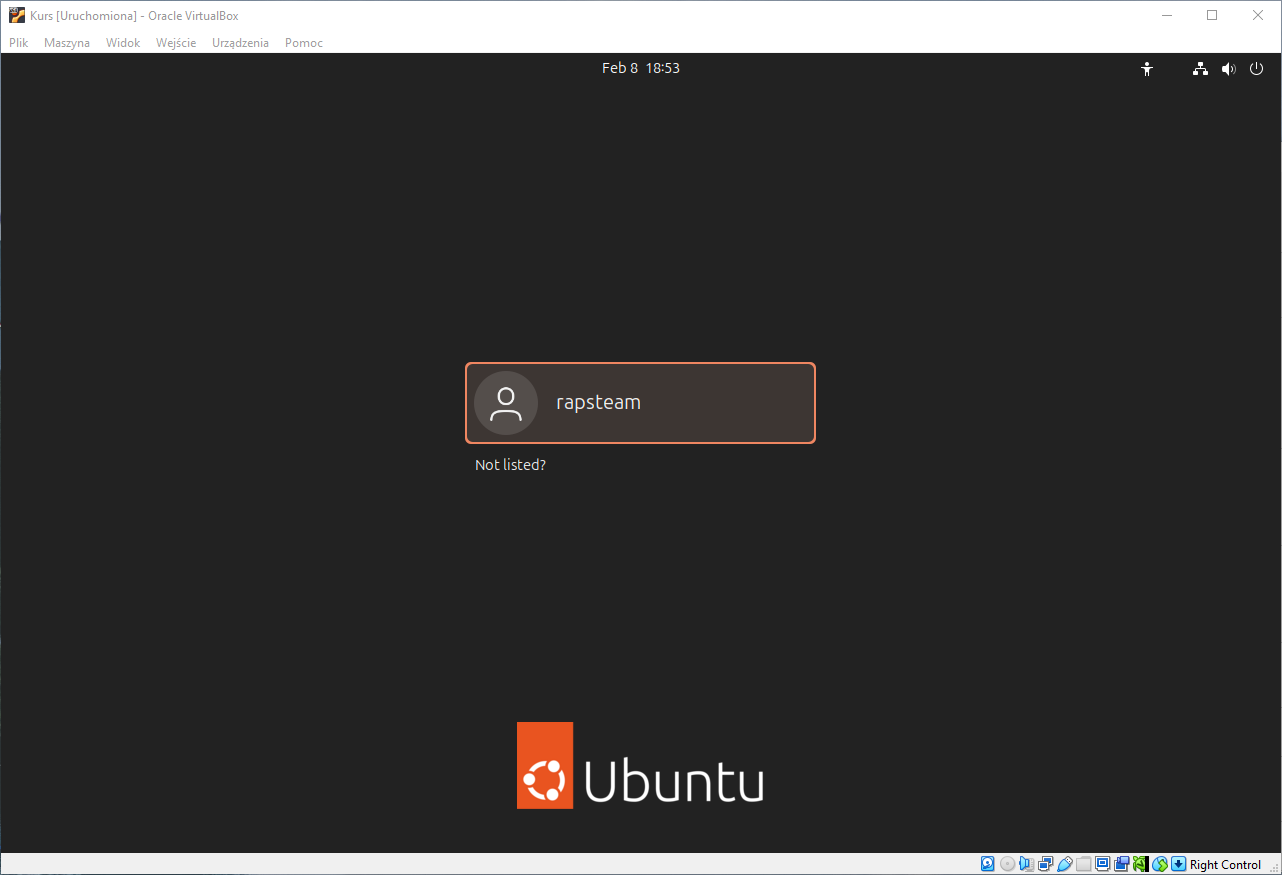 Kurs [Uruchomiona] - Oracle VirtualBox
Plik Maszyna Widok Wejście Urządzenia Pomoc
Feb 8 18:53
rapsteam
Not listed?
Ubuntu
Right Control